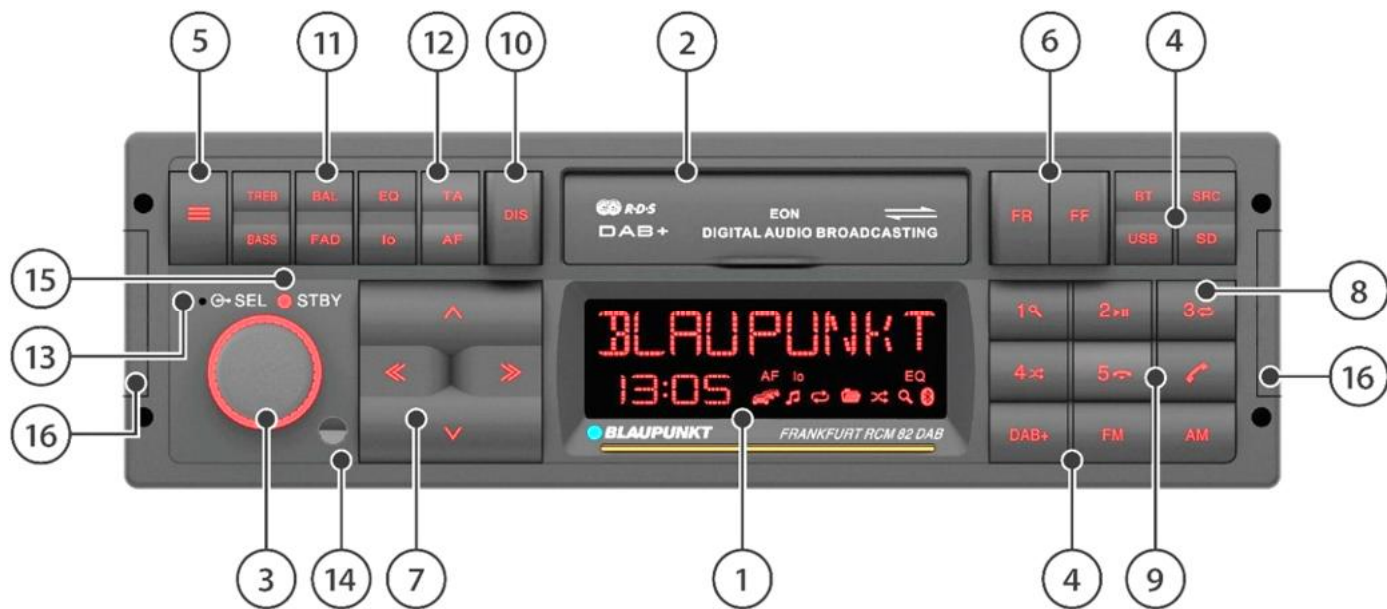 5 11 12 10 2 6 4
TREB BAL EQ TA
DIS
BASS FAD lo AF
R·D·S
DAB+
EON
DIGITAL AUDIO BROADCASTING
FR FF
BT SRC
USB SD
15
SEL STBY
13
16
BLAUPUNKT
13:05
AF lo EQ
BLAUPUNKT FRANKFURT RCM 82 DAB
1 2 3
4 5
DAB+ FM AM
8
16
3 14 7 1 4 9